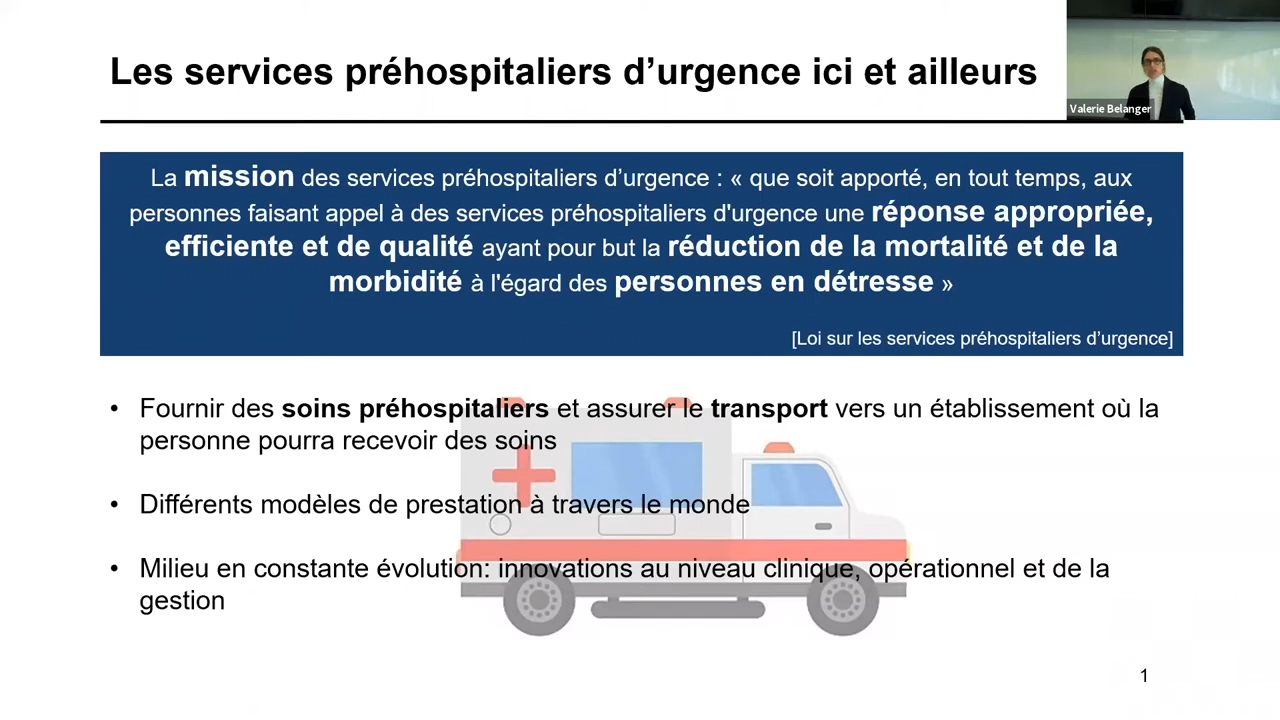 Les services préhospitaliers d’urgence ici et ailleurs
Valerie Belanger
La mission des services préhospitaliers d’urgence : « que soit apporté, en tout temps, aux
personnes faisant appel à des services préhospitaliers d'urgence une réponse appropriée,
efficiente et de qualité ayant pour but la réduction de la mortalité et de la
morbidité à l'égard des personnes en détresse »
[Loi sur les services préhospitaliers d’urgence]
• Fournir des soins préhospitaliers et assurer le transport vers un établissement où la
personne pourra recevoir des soins
• Différents modèles de prestation à travers le monde
• Milieu en constante évolution: innovations au niveau clinique, opérationnel et de la
gestion
1